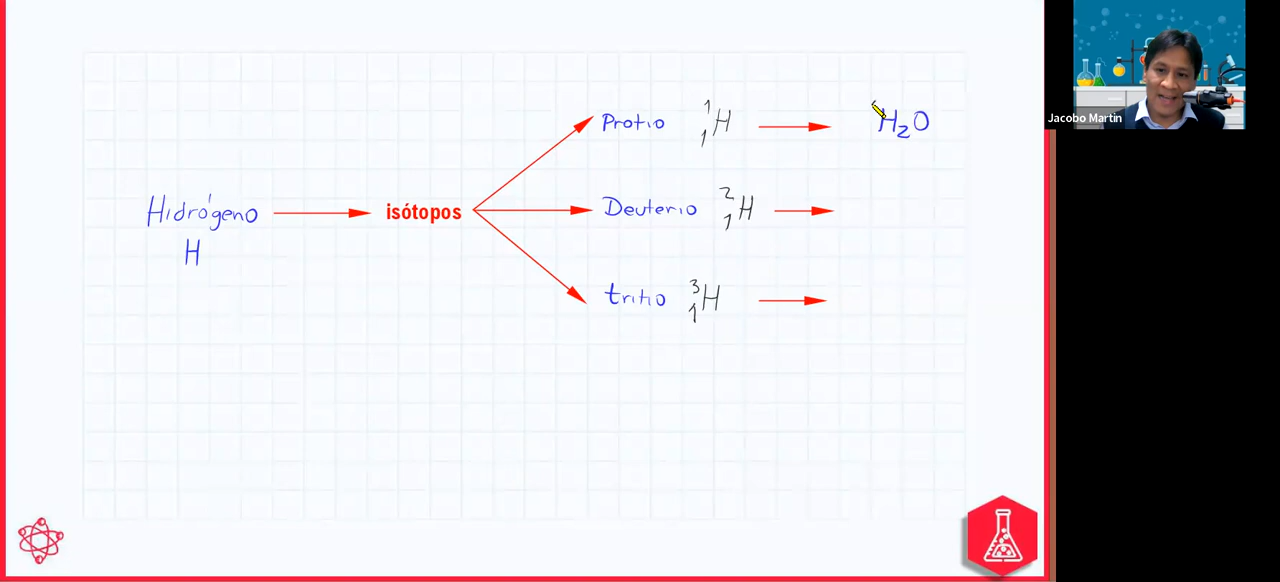 Hidrógeno
H
isótopos
Protio ¹₁H
H₂O
Deuterio ²₁H
tritio ³₁H
Jacobo Martin